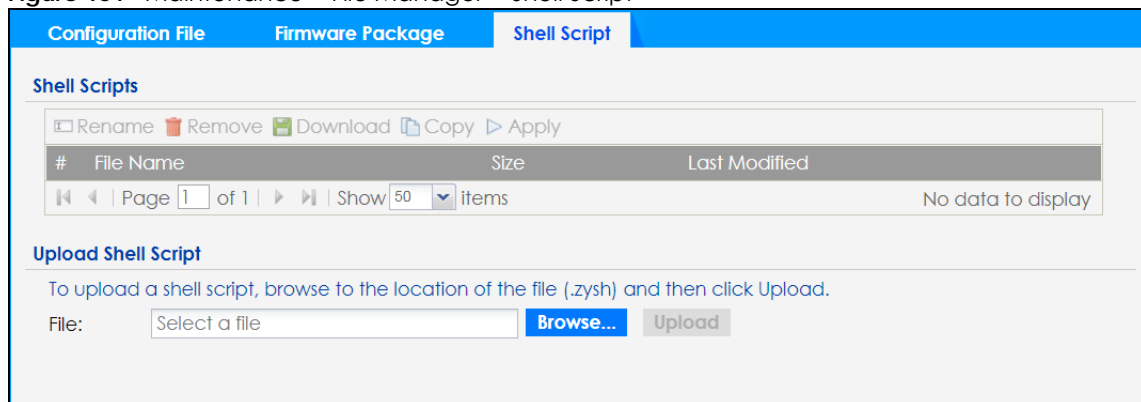 Configuration File Firmware Package Shell Script
Shell Scripts
Rename Remove Download Copy Apply
# File Name Size Last Modified
Page 1 of 1 Show 50 items No data to display
Upload Shell Script
To upload a shell script, browse to the location of the file (.zysh) and then click Upload.
File: Select a file Browse... Upload